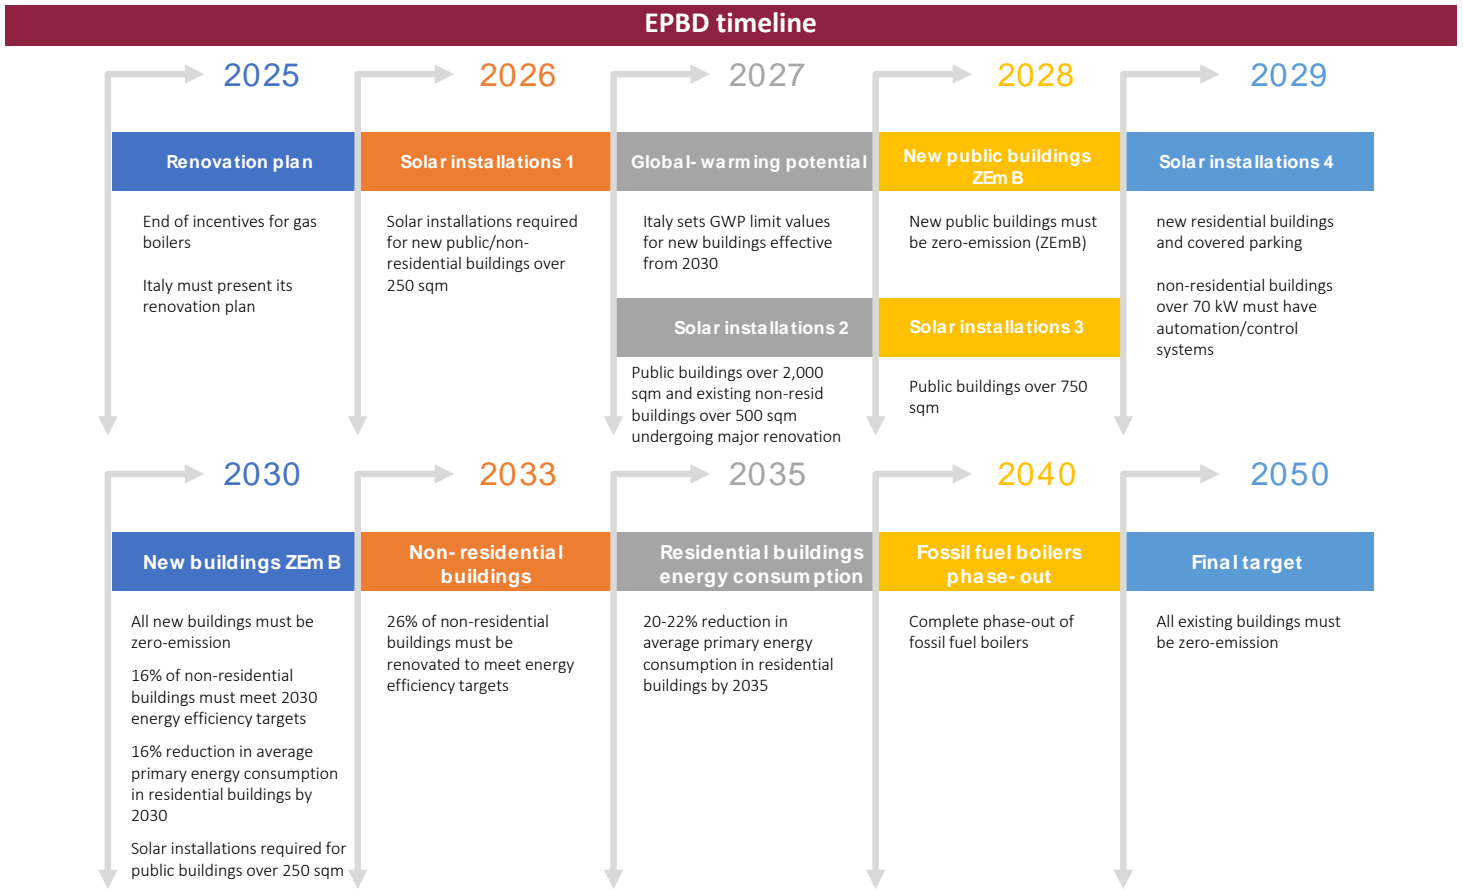 EPBD timeline
2025
Renovation plan
End of incentives for gas
boilers
Italy must present its
renovation plan
2026
Solar installations 1
Solar installations required
for new public/non-
residential buildings over
250 sqm
2027
Global-warming potential
Italy sets GWP limit values
for new buildings effective
from 2030
Solar installations 2
Public buildings over 2,000
sqm and existing non-resid
buildings over 500 sqm
undergoing major renovation
2028
New public buildings
ZEmB
New public buildings must
be zero-emission (ZEmB)
Solar installations 3
Public buildings over 750
sqm
2029
Solar installations 4
new residential buildings
and covered parking
non-residential buildings
over 70 kW must have
automation/control
systems
2030
New buildings ZEmB
All new buildings must be
zero-emission
16% of non-residential
buildings must meet 2030
energy efficiency targets
16% reduction in average
primary energy consumption
in residential buildings by
2030
Solar installations required for
public buildings over 250 sqm
2033
Non-residential
buildings
26% of non-residential
buildings must be
renovated to meet energy
efficiency targets
2035
Residential buildings
energy consumption
20-22% reduction in
average primary energy
consumption in residential
buildings by 2035
2040
Fossil fuel boilers
phase-out
Complete phase-out of
fossil fuel boilers
2050
Final target
All existing buildings must
be zero-emission